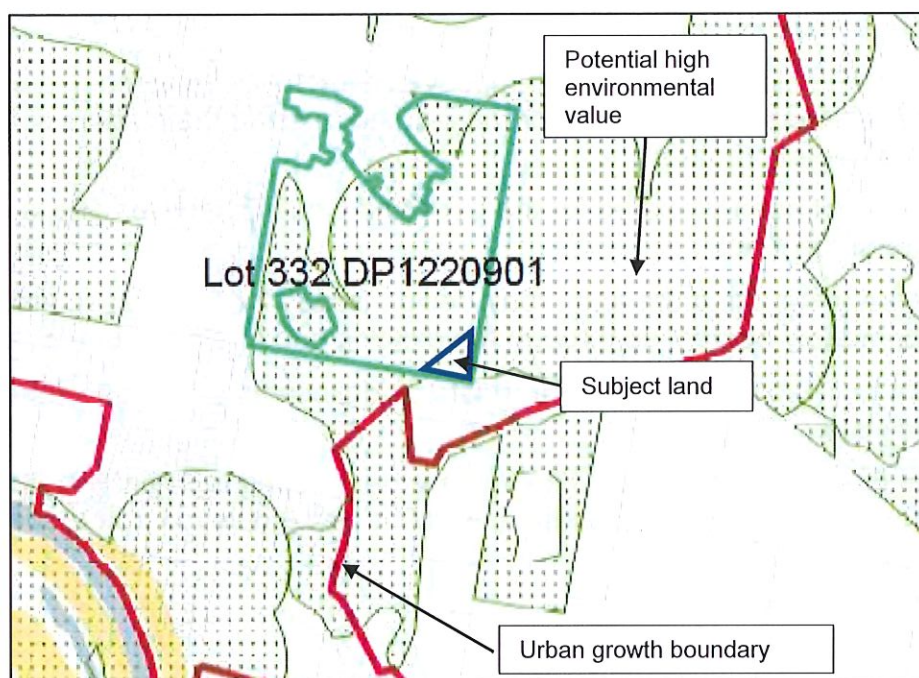 Potential high
environmental
value
Lot 332 DP1220901
Subject land
Urban growth boundary